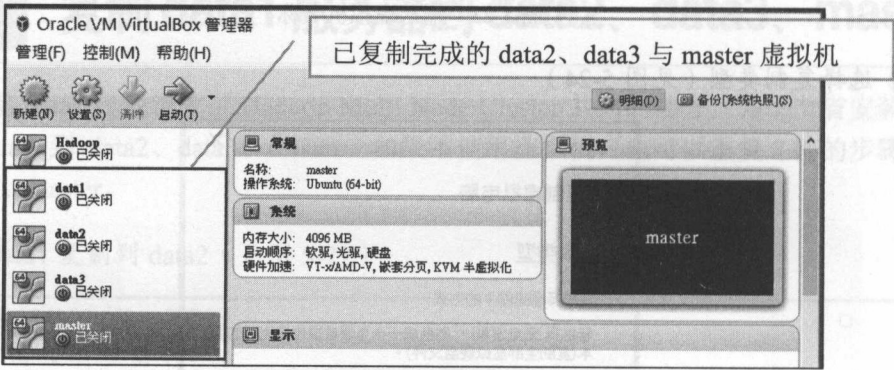 Oracle VM VirtualBox 管理器
管理(F) 控制(M) 帮助(H)
已复制完成的 data2、data3 与 master 虚拟机
新建(N) 设置(S) 清除 启动(T)
明细(D) 备份[系统快照](S)
64 Hadoop
已关闭
64 data1
已关闭
64 data2
已关闭
64 data3
已关闭
64 master
已关闭
常规
名称: master
操作系统: Ubuntu (64-bit)
系统
内存大小: 4096 MB
启动顺序: 软驱, 光驱, 硬盘
硬件加速: VT-x/AMD-V, 嵌套分页, KVM 半虚拟化
显示
预览
master